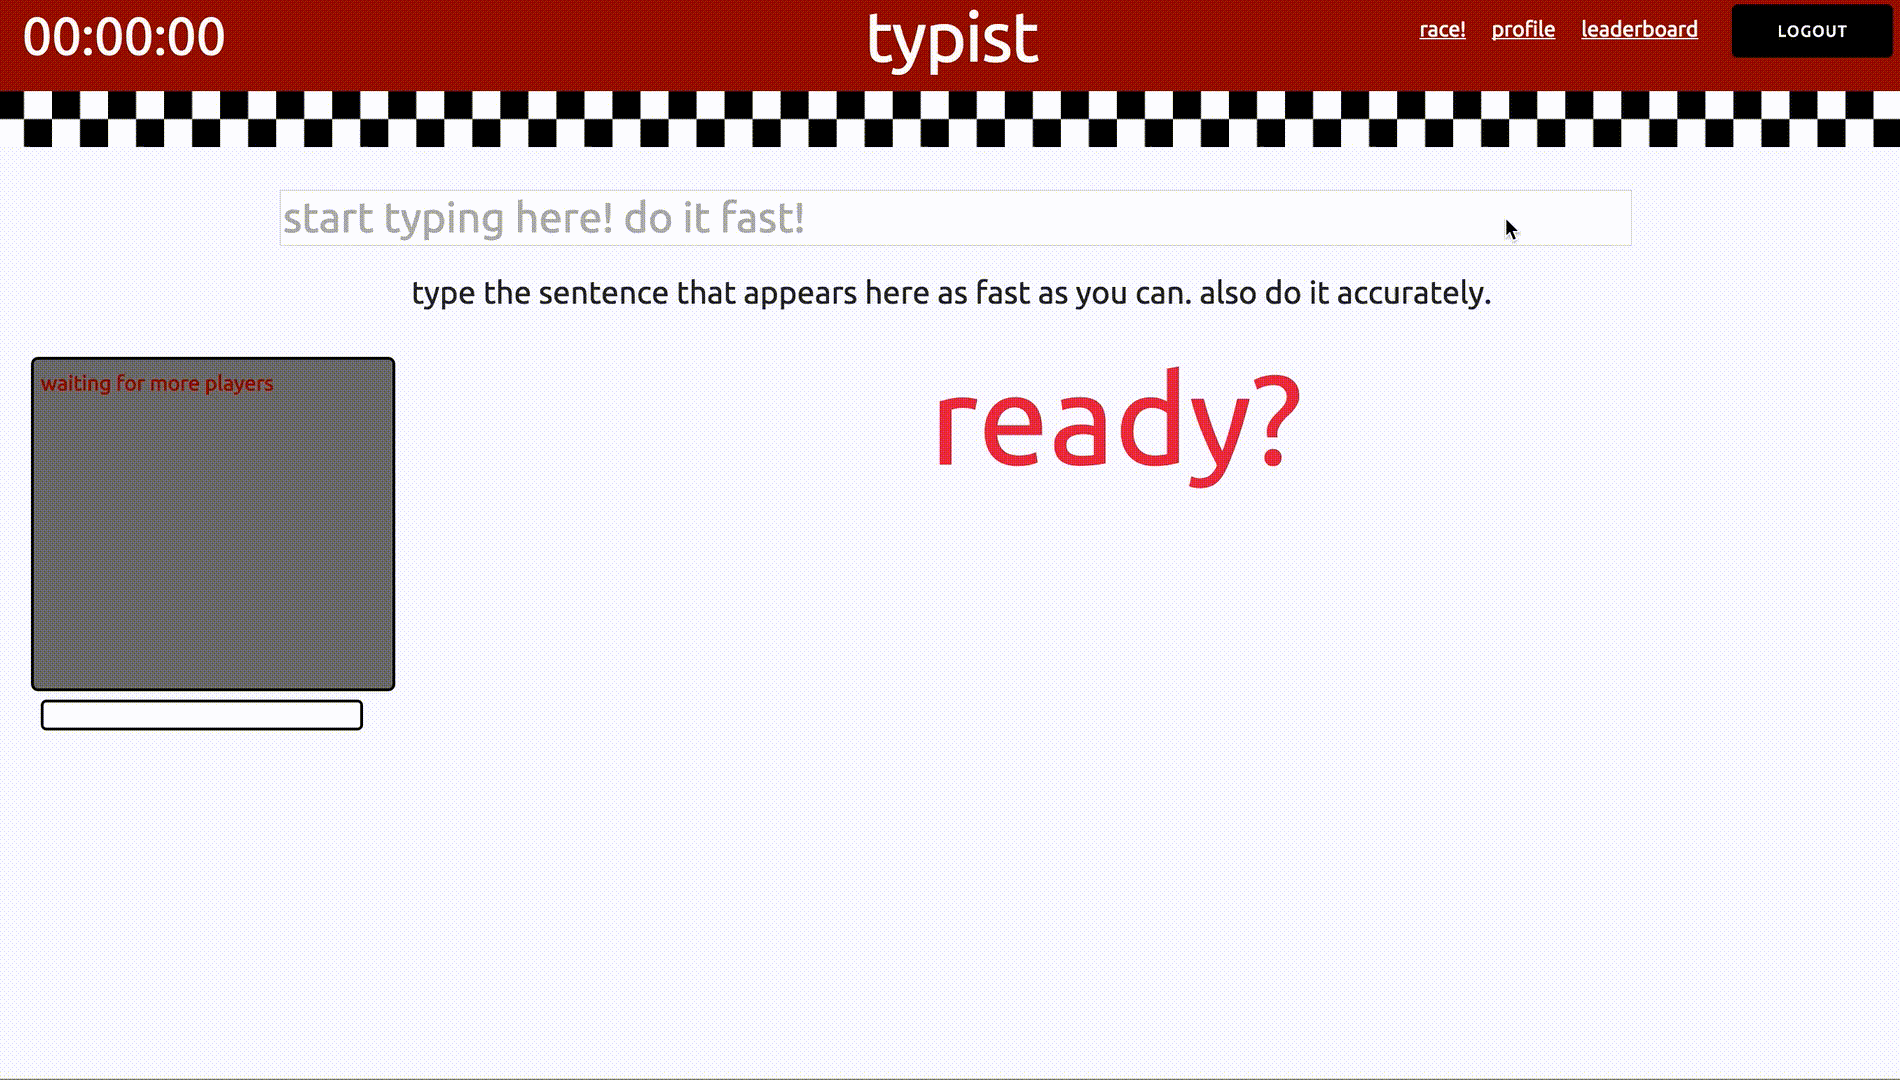 00:00:00
typist
race! profile leaderboard LOGOUT
start typing here! do it fast!
type the sentence that appears here as fast as you can. also do it accurately.
waiting for more players
ready?